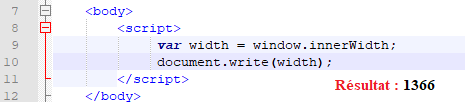 7 <body>
8 <script>
9 var width = window.innerWidth;
10 document.write(width);
11 </script>
Résultat : 1366
12 </body>